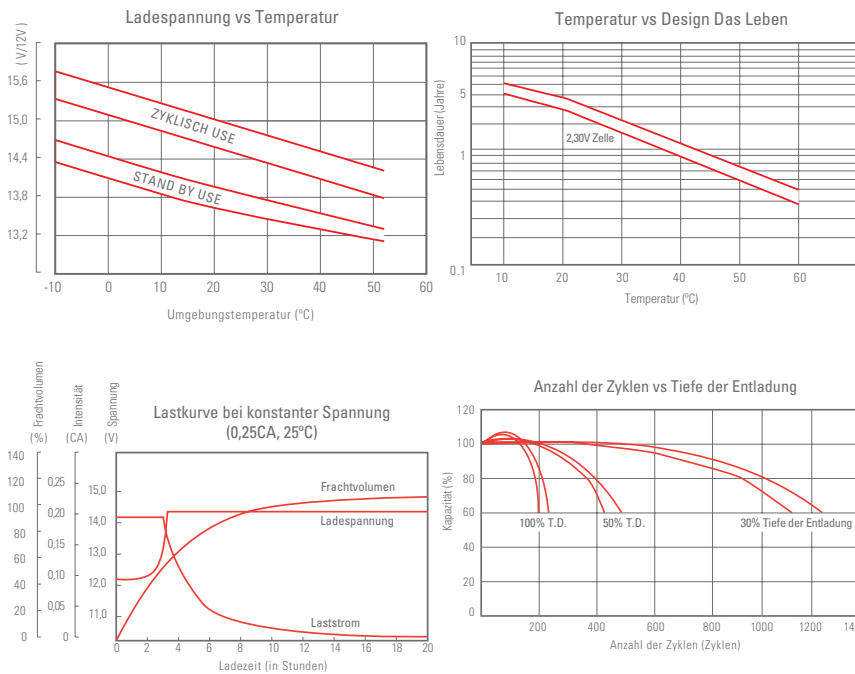 Ladespannung vs Temperatur
( V/12V )
15,6
15,0
14,4
13,8
13,2
ZYKLISCH USE
STAND BY USE
-10 0 10 20 30 40 50 60
Umgebungstemperatur (ºC)
Temperatur vs Design Das Leben
Lebensdauer (Jahre)
10
5
1
0.1
2,30V Zelle
10 20 30 40 50 60
Temperatur (ºC)
Lastkurve bei konstanter Spannung
(0,25CA, 25ºC)
Frachtvolumen
(%)
Intensität
(CA)
Spannung
(V)
140
120
100
80
60
40
20
0
0,25
0,20
0,15
0,10
0,05
0
15,0
14,0
13,0
12,0
11,0
Frachtvolumen
Ladespannung
Laststrom
0 2 4 6 8 10 12 14 16 18 20
Ladezeit (in Stunden)
Anzahl der Zyklen vs Tiefe der Entladung
Kapazität (%)
120
100
80
60
40
20
0
100% T.D.
50% T.D.
30% Tiefe der Entladung
200 400 600 800 1000 1200 14
Anzahl der Zyklen (Zyklen)